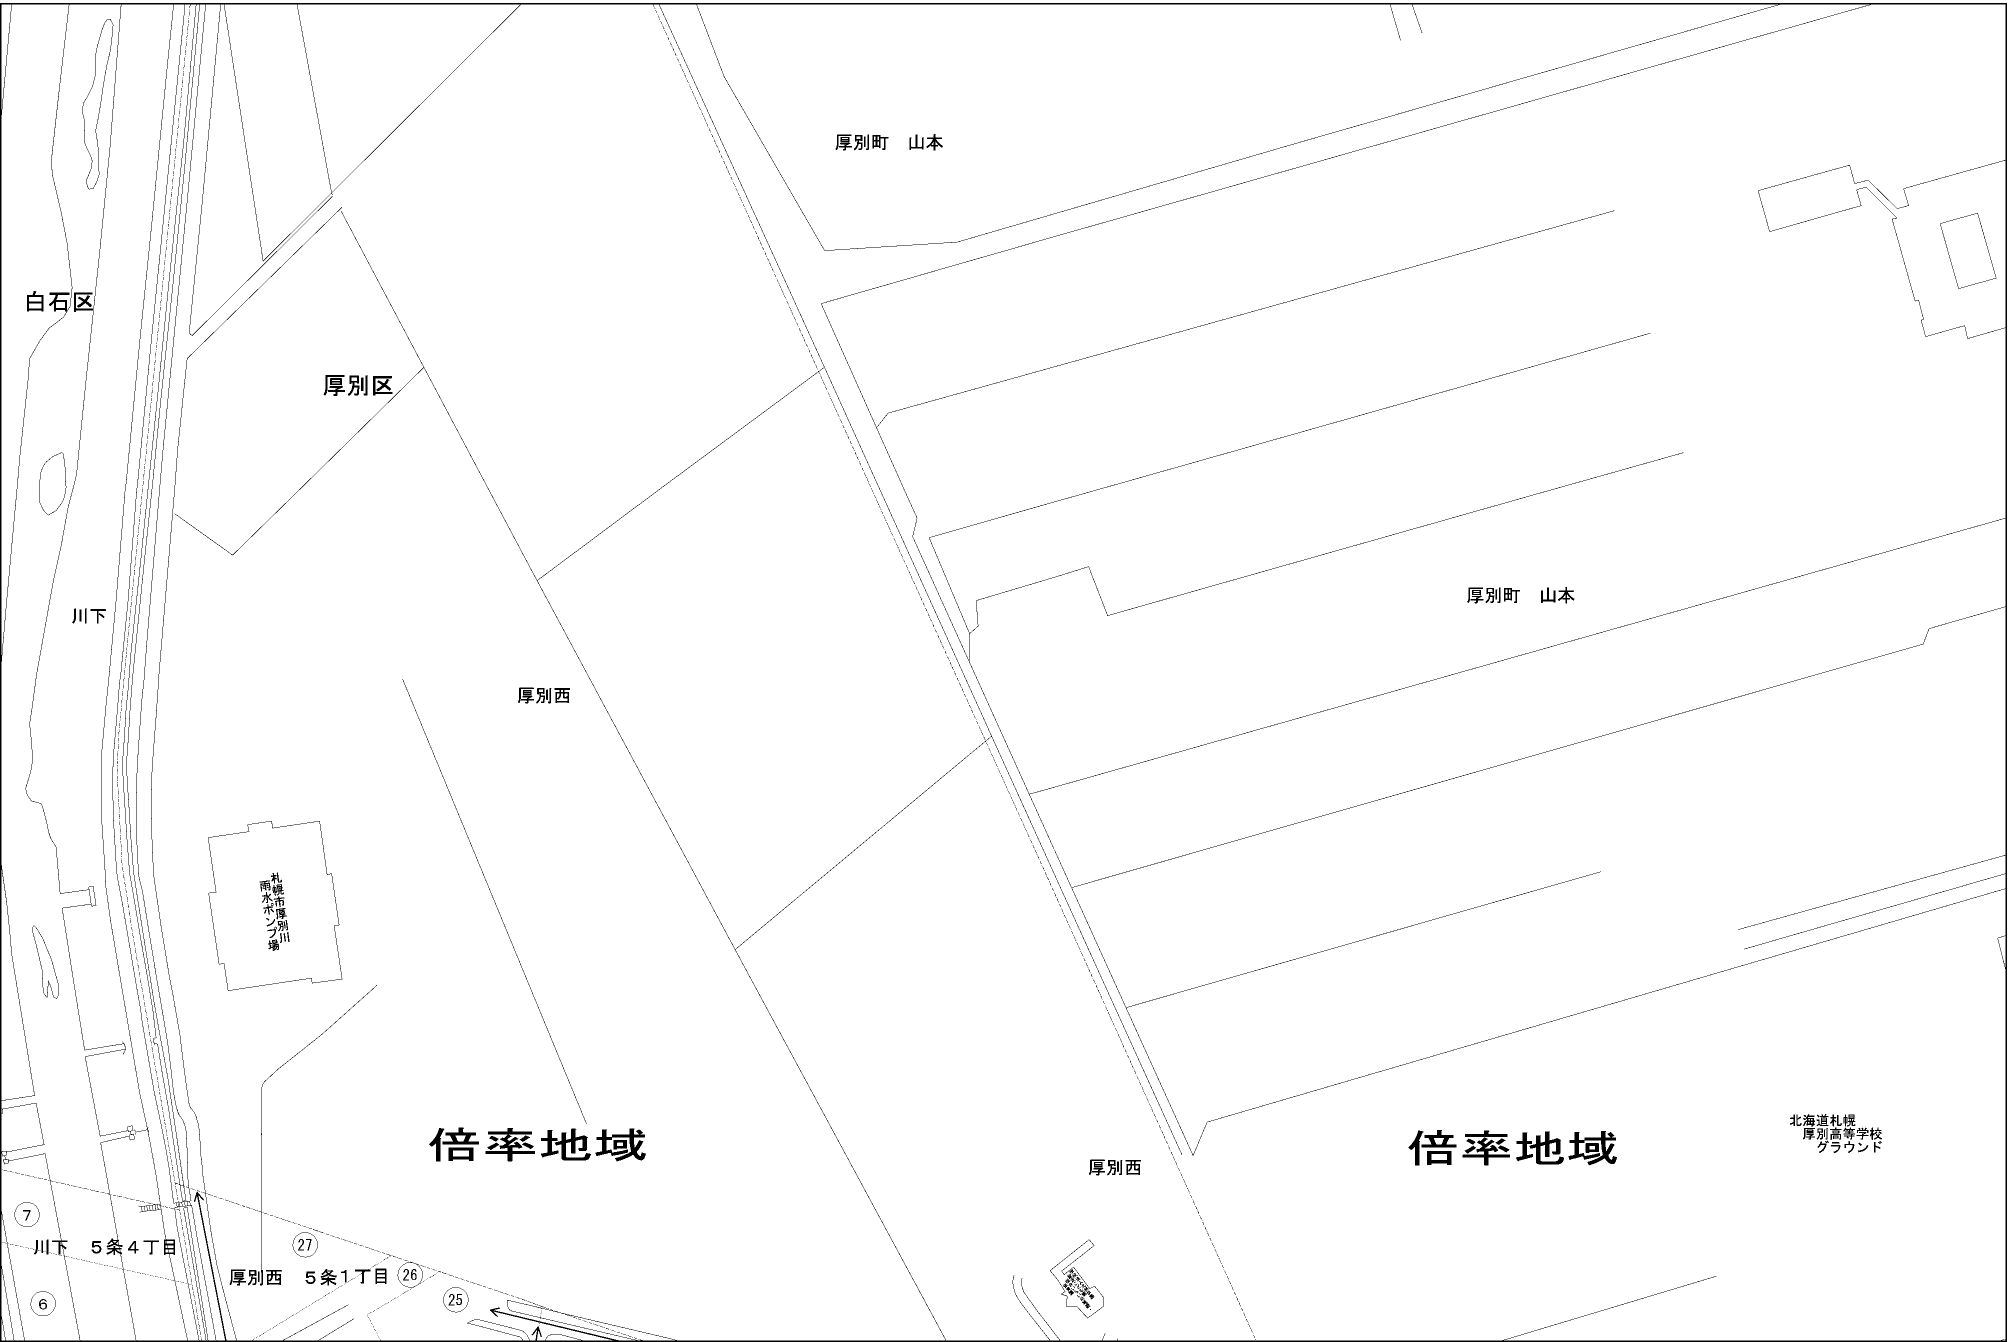 厚別町　山本
白石区
厚別区
川下
厚別町　山本
厚別西
札幌市厚別川
雨水ポンプ場
倍率地域
倍率地域
北海道札幌
厚別高等学校
グラウンド
厚別西
7
川下　５条４丁目
27
厚別西　５条１丁目
26
25
6